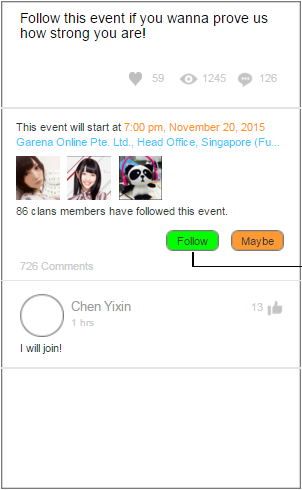 Follow this event if you wanna prove us
how strong you are!
59 1245 126
This event will start at 7:00 pm, November 20, 2015
Garena Online Pte. Ltd., Head Office, Singapore (Fu...
86 clans members have followed this event.
Follow Maybe
726 Comments
Chen Yixin 13
1 hrs
I will join!